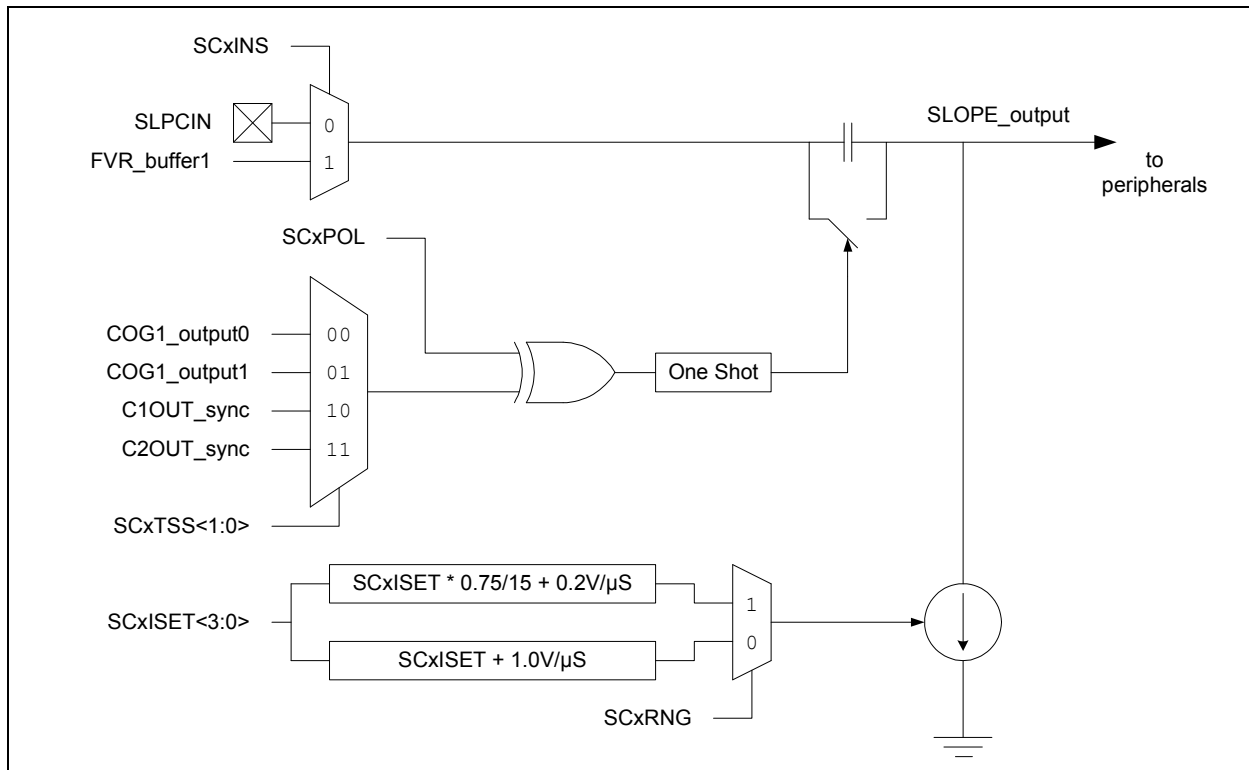 SCxINS
SLPCIN
0
FVR_buffer1
1
SLOPE_output
to
peripherals
SCxPOL
COG1_output0
00
COG1_output1
01
C1OUT_sync
10
C2OUT_sync
11
One Shot
SCxTSS<1:0>
SCxISET<3:0>
SCxISET * 0.75/15 + 0.2V/µS
SCxISET + 1.0V/µS
1
0
SCxRNG